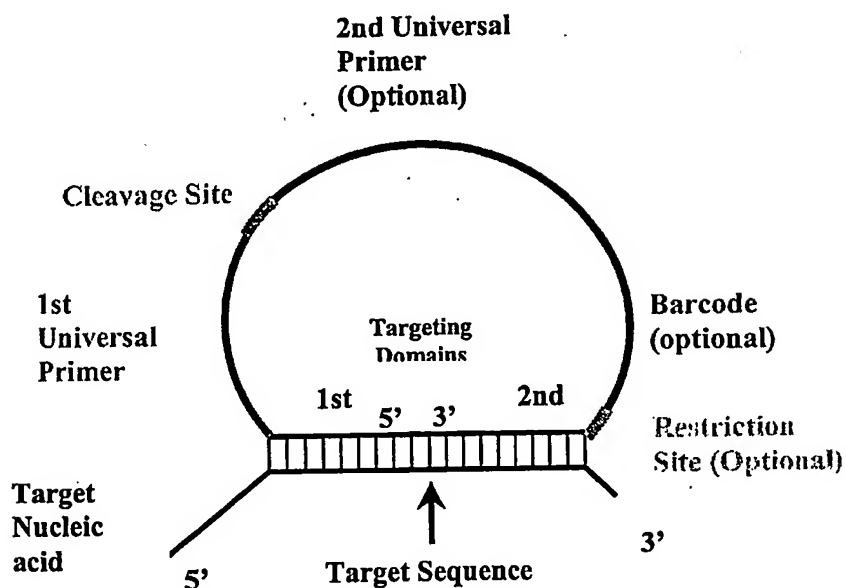 2nd Universal
Primer
(Optional)
Cleavage Site
1st
Universal
Primer
Targeting
Domains
Barcode
(optional)
1st
5’
3’
2nd
Restriction
Site (Optional)
Target
Nucleic
acid
5’
Target Sequence
3’